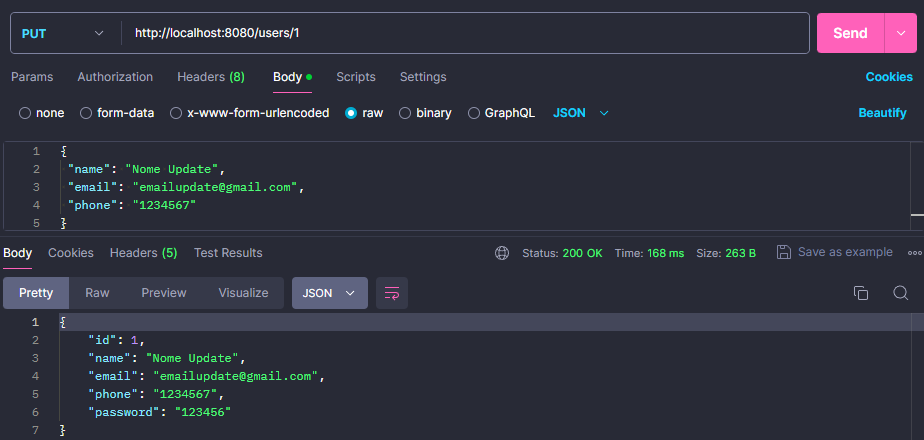 PUT http://localhost:8080/users/1 Send
Params Authorization Headers (8) Body Scripts Settings Cookies
none form-data x-www-form-urlencoded raw binary GraphQL JSON Beautify
1 {
2 "name": "Nome Update",
3 "email": "emailupdate@gmail.com",
4 "phone": "1234567"
5 }
Body Cookies Headers (5) Test Results Status: 200 OK Time: 168 ms Size: 263 B Save as example
Pretty Raw Preview Visualize JSON
1 {
2 "id": 1,
3 "name": "Nome Update",
4 "email": "emailupdate@gmail.com",
5 "phone": "1234567",
6 "password": "123456"
7 }